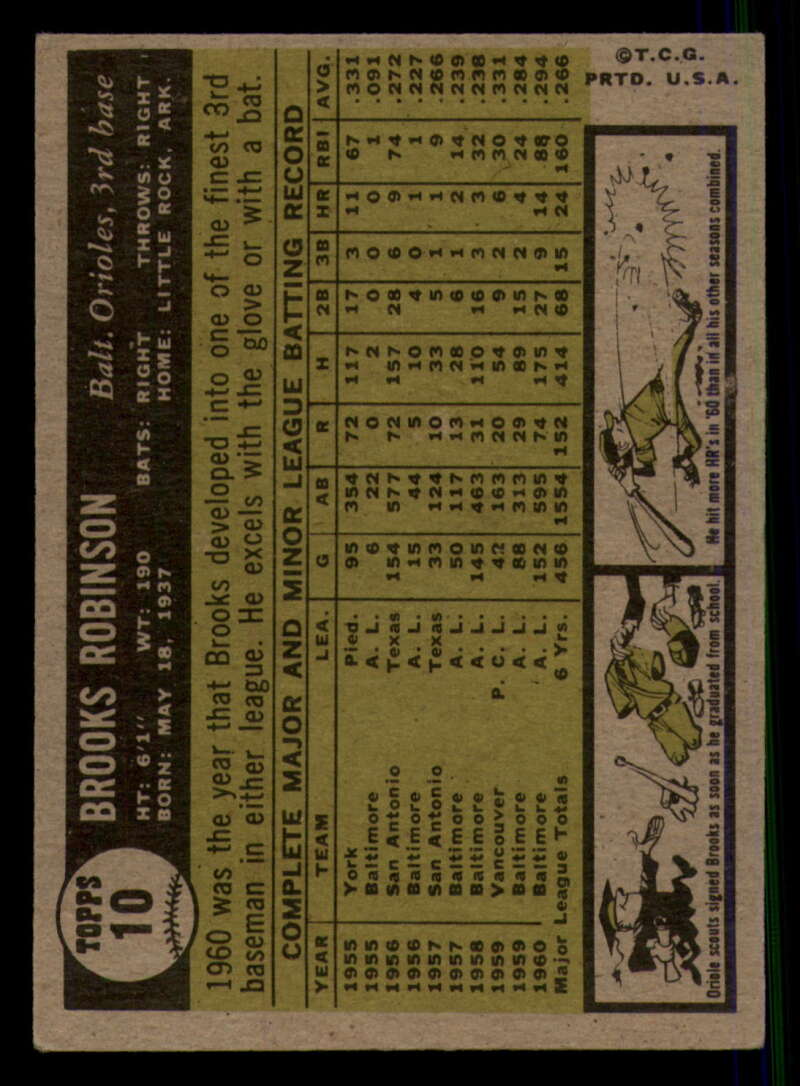 TOPPS
10
BROOKS ROBINSON Balt. Orioles, 3rd base
HT: 6'1" WT: 190 BATS: RIGHT THROWS: RIGHT
BORN: MAY 18, 1937 HOME: LITTLE ROCK, ARK.
1960 was the year that Brooks developed into one of the finest 3rd
baseman in either league. He excels with the glove or with a bat.
COMPLETE MAJOR AND MINOR LEAGUE BATTING RECORD
YEAR TEAM LEA. G AB R H 2B 3B HR RBI AVG.
1955 York Pied. 95 354 72 117 17 3 11 67 .331
1955 Baltimore A. L. 6 22 0 2 0 0 0 1 .091
1956 San Antonio Texas 154 577 72 157 28 6 9 74 .272
1956 Baltimore A. L. 15 44 5 10 4 0 1 1 .227
1957 San Antonio Texas 33 124 10 33 5 1 1 9 .266
1957 Baltimore A. L. 50 117 13 28 6 1 2 14 .239
1958 Baltimore A. L. 145 463 31 110 16 3 3 32 .238
1959 Vancouver P. C. L. 42 163 20 54 9 2 6 30 .331
1959 Baltimore A. L. 88 313 29 89 15 2 4 24 .284
1960 Baltimore A. L. 152 595 74 175 27 9 14 88 .294
Major League Totals 6 Yrs. 456 1554 152 414 68 15 24 160 .266
Oriole scouts signed Brooks as soon as he graduated from school.
He hit more HR's in '60 than in all his other seasons combined.
©T.C.G.
PRTD. U.S.A.